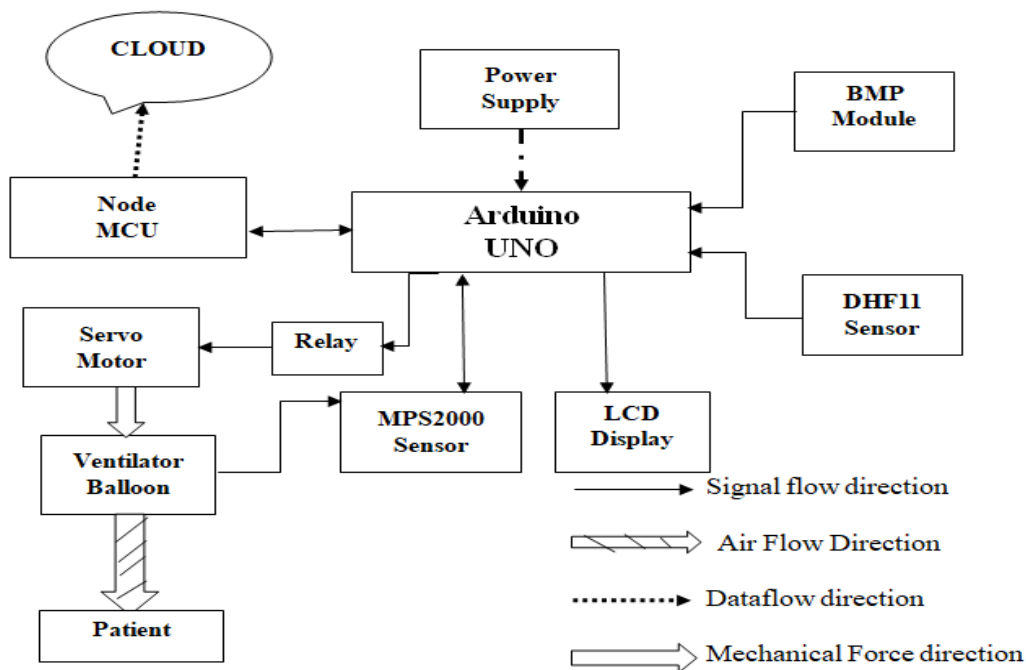 CLOUD
Power
Supply
BMP
Module
Node
MCU
Arduino
UNO
DHF11
Sensor
Servo
Motor
Relay
MPS2000
Sensor
LCD
Display
Ventilator
Balloon
Patient
Signal flow direction
Air Flow Direction
Dataflow direction
Mechanical Force direction